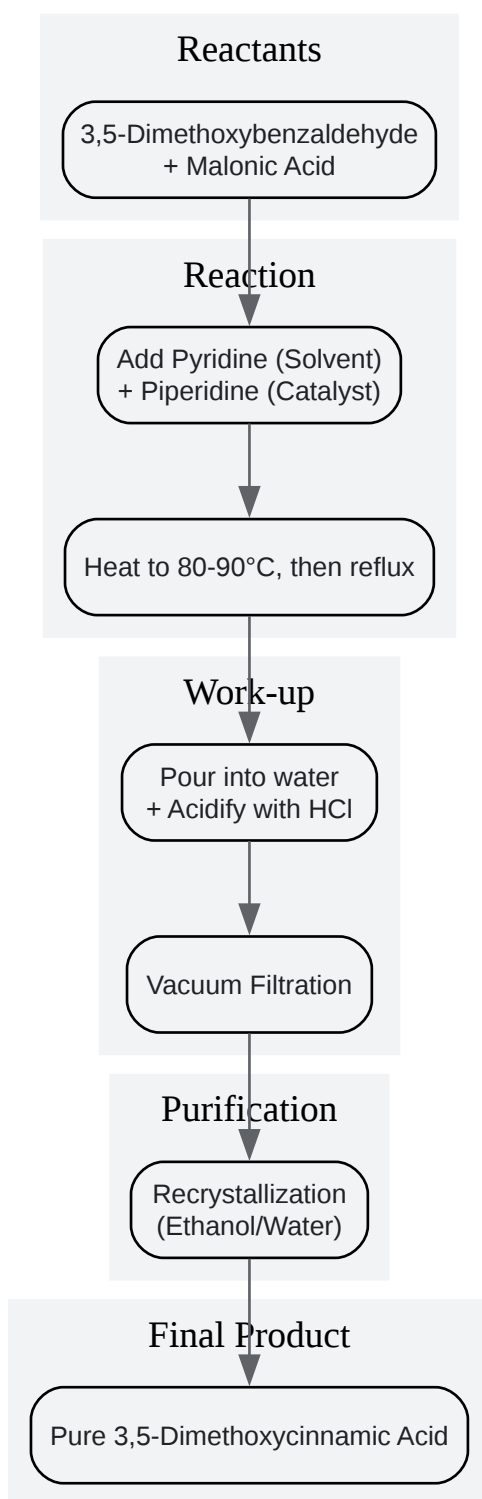 Reactants
3,5-Dimethoxybenzaldehyde
+ Malonic Acid
Reaction
Add Pyridine (Solvent)
+ Piperidine (Catalyst)
Heat to 80-90°C, then reflux
Work-up
Pour into water
+ Acidify with HCl
Vacuum Filtration
Purification
Recrystallization
(Ethanol/Water)
Final Product
Pure 3,5-Dimethoxycinnamic Acid